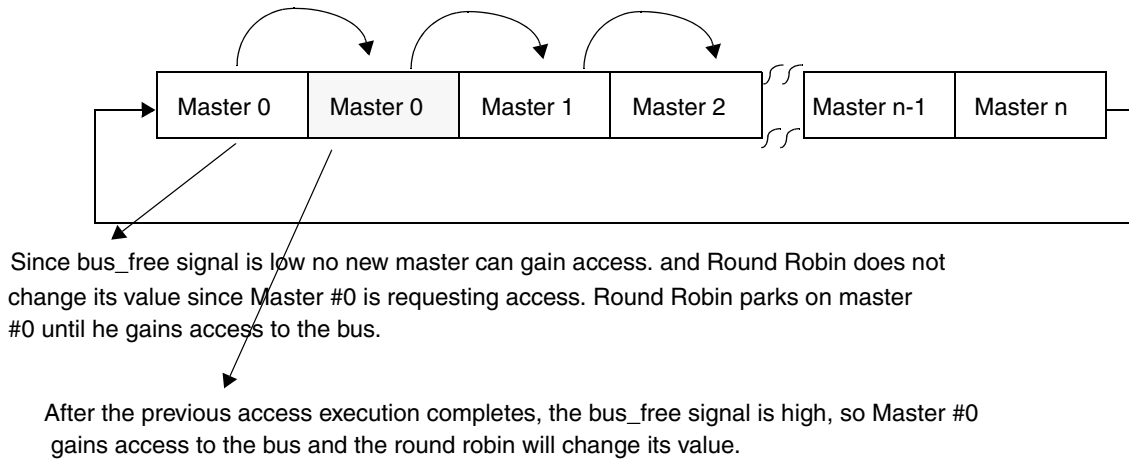 Master 0 Master 0 Master 1 Master 2 Master n-1 Master n
Since bus_free signal is low no new master can gain access. and Round Robin does not
change its value since Master #0 is requesting access. Round Robin parks on master
#0 until he gains access to the bus.
After the previous access execution completes, the bus_free signal is high, so Master #0
gains access to the bus and the round robin will change its value.